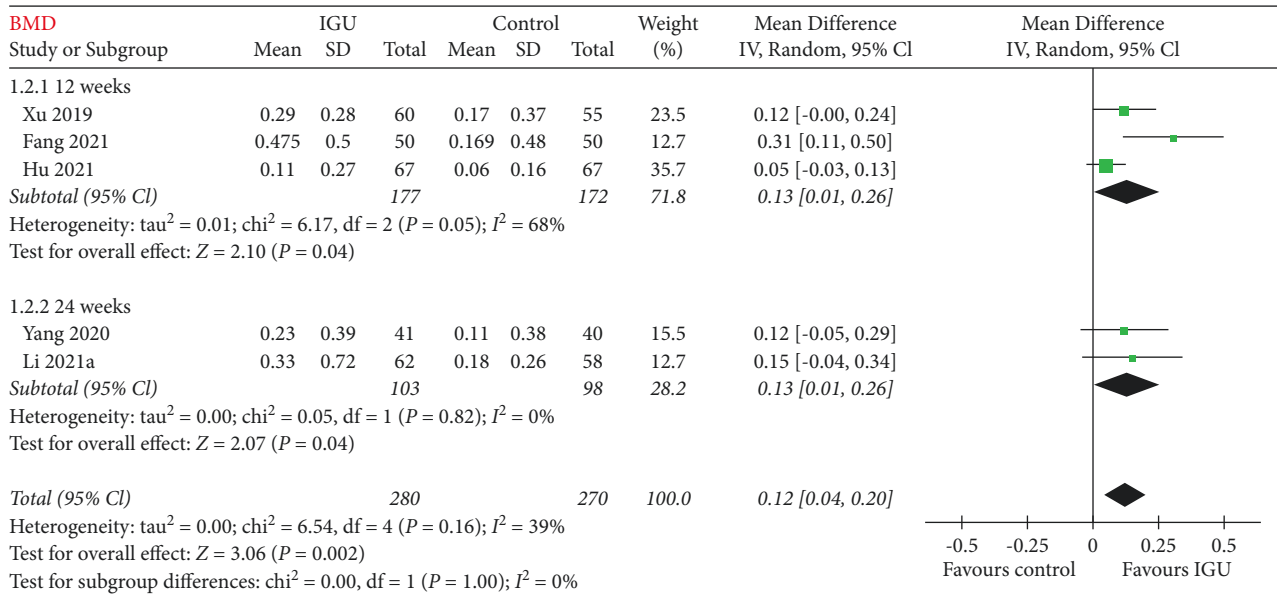 BMD IGU Control Weight Mean Difference Mean Difference
Study or Subgroup Mean SD Total Mean SD Total (%) IV, Random, 95% Cl IV, Random, 95% Cl
1.2.1 12 weeks
Xu 2019 0.29 0.28 60 0.17 0.37 55 23.5 0.12 [-0.00, 0.24]
Fang 2021 0.475 0.5 50 0.169 0.48 50 12.7 0.31 [0.11, 0.50]
Hu 2021 0.11 0.27 67 0.06 0.16 67 35.7 0.05 [-0.03, 0.13]
Subtotal (95% Cl) 177 172 71.8 0.13 [0.01, 0.26]
Heterogeneity: tau² = 0.01; chi² = 6.17, df = 2 (P = 0.05); I² = 68%
Test for overall effect: Z = 2.10 (P = 0.04)
1.2.2 24 weeks
Yang 2020 0.23 0.39 41 0.11 0.38 40 15.5 0.12 [-0.05, 0.29]
Li 2021a 0.33 0.72 62 0.18 0.26 58 12.7 0.15 [-0.04, 0.34]
Subtotal (95% Cl) 103 98 28.2 0.13 [0.01, 0.26]
Heterogeneity: tau² = 0.00; chi² = 0.05, df = 1 (P = 0.82); I² = 0%
Test for overall effect: Z = 2.07 (P = 0.04)
Total (95% Cl) 280 270 100.0 0.12 [0.04, 0.20]
Heterogeneity: tau² = 0.00; chi² = 6.54, df = 4 (P = 0.16); I² = 39%
Test for overall effect: Z = 3.06 (P = 0.002)
Test for subgroup differences: chi² = 0.00, df = 1 (P = 1.00); I² = 0%
-0.5 -0.25 0 0.25 0.5
Favours control Favours IGU